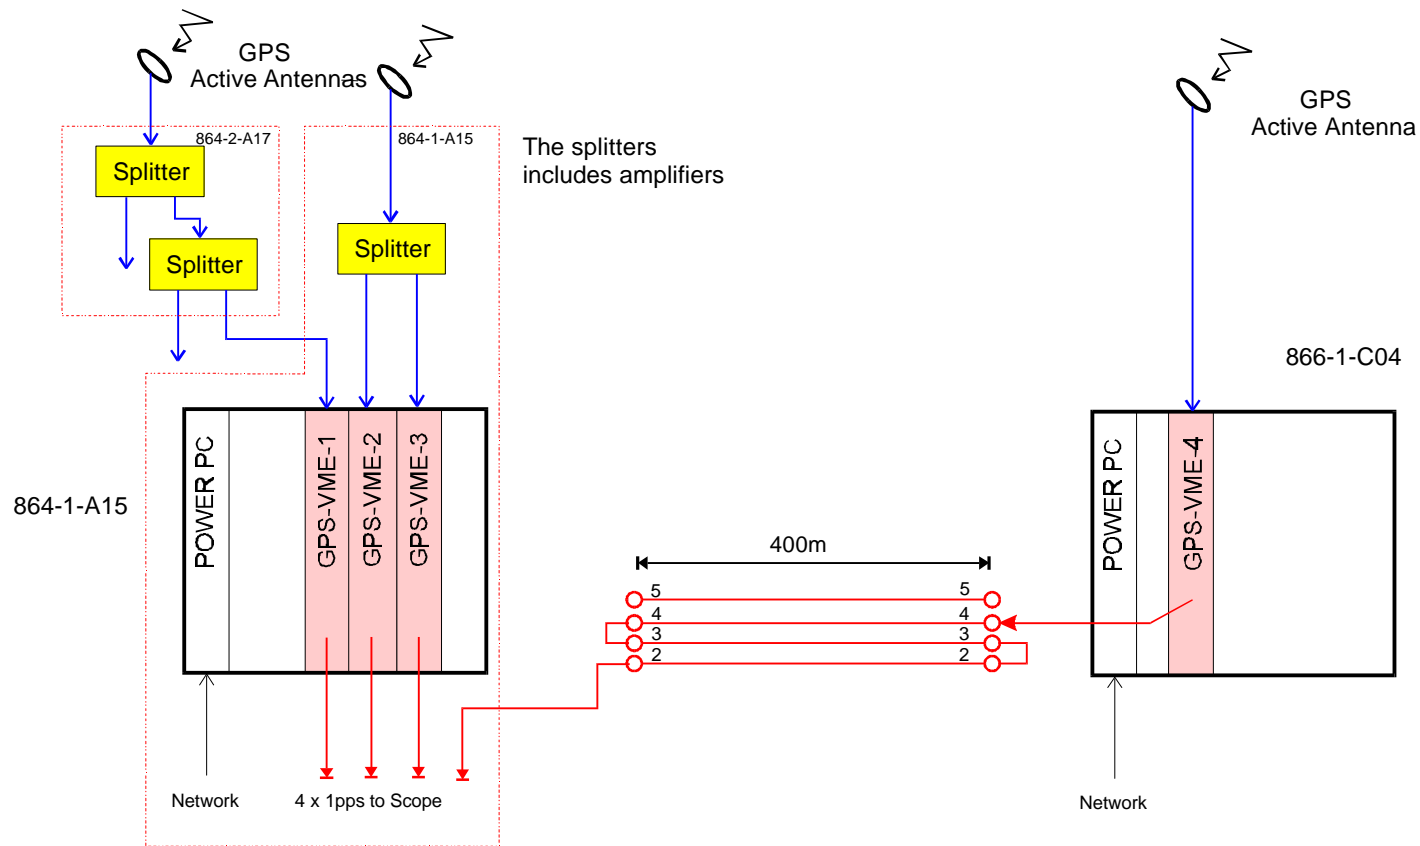 GPS
Active Antennas
864-2-A17
864-1-A15
The splitters
includes amplifiers
GPS
Active Antenna
Splitter
Splitter
Splitter
866-1-C04
864-1-A15
POWER PC
GPS-VME-1
GPS-VME-2
GPS-VME-3
400m
5 5
4 4
3 3
2 2
POWER PC
GPS-VME-4
Network
4 x 1pps to Scope
Network